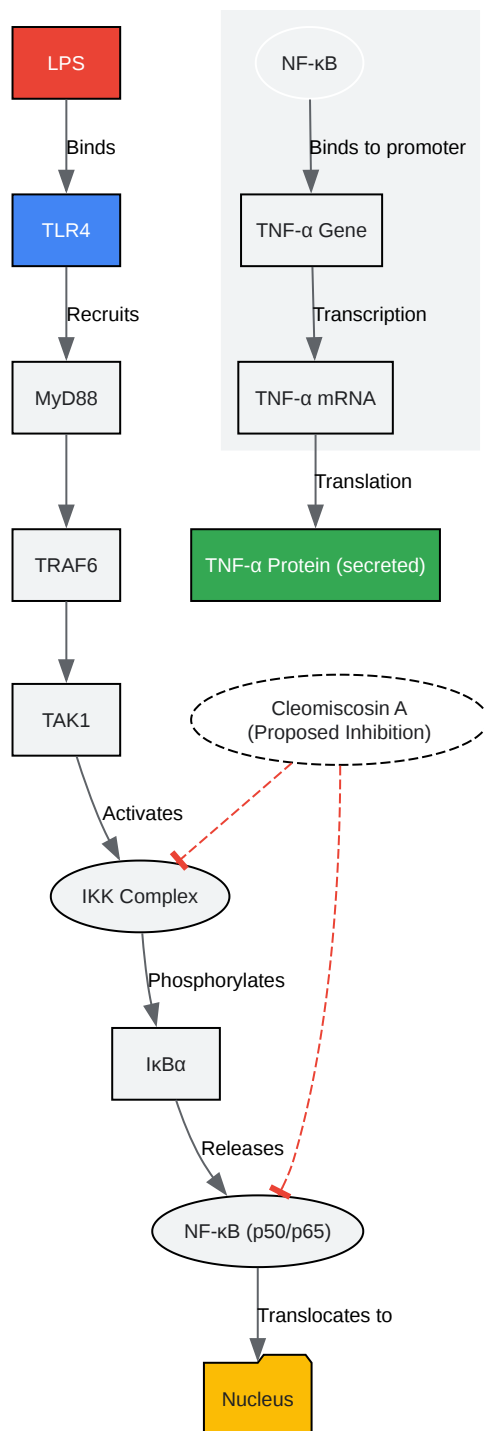 LPS
NF-κB
Binds
Binds to promoter
TLR4
TNF-α Gene
Recruits
Transcription
MyD88
TNF-α mRNA
Translation
TRAF6
TNF-α Protein (secreted)
TAK1
Cleomiscosin A
(Proposed Inhibition)
Activates
IKK Complex
Phosphorylates
IκBα
Releases
NF-κB (p50/p65)
Translocates to
Nucleus